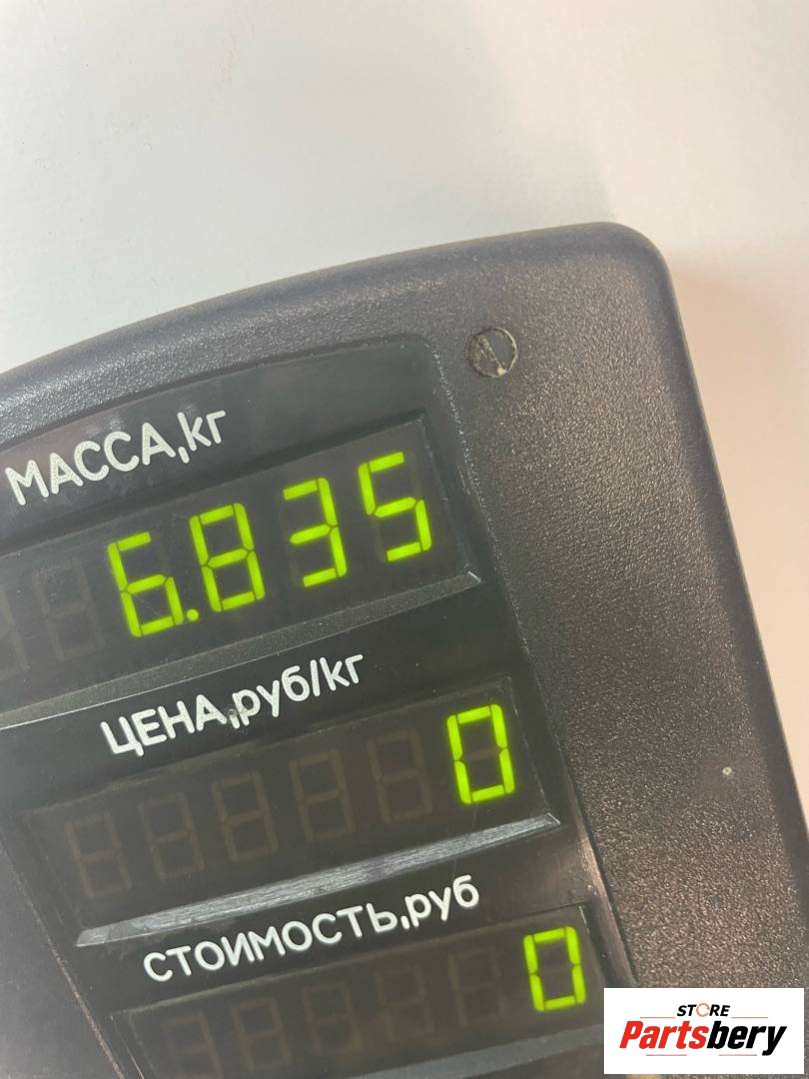 МАССА,кг
6.835
ЦЕНА,руб/кг
0
СТОИМОСТЬ,руб
0
STORE
Partsbery